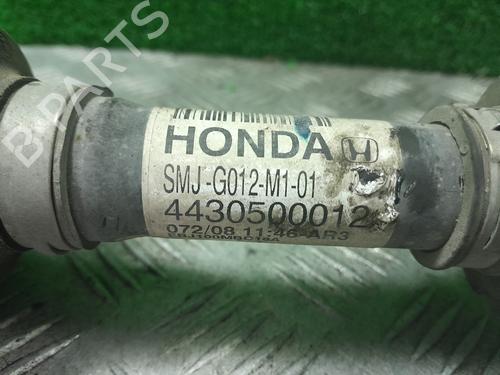 B-PARTS
HONDA
SMJ-G012-M1-01
4430500012
072/08 11:46-AR3